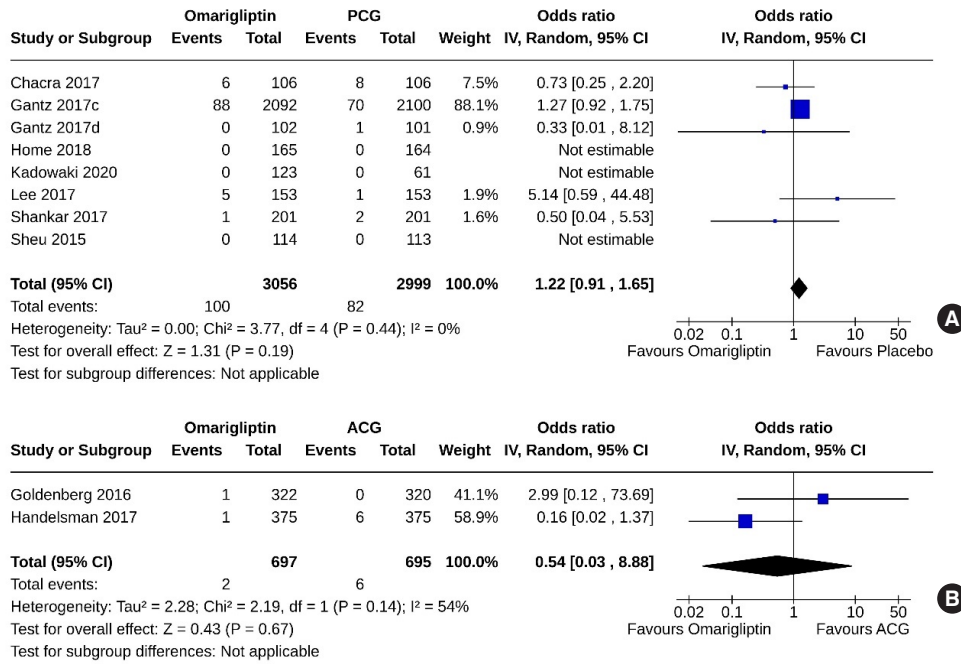 Omarigliptin PCG Odds ratio Odds ratio
Study or Subgroup Events Total Events Total Weight IV, Random, 95% CI IV, Random, 95% CI
Chacra 2017 6 106 8 106 7.5% 0.73 [0.25 , 2.20]
Gantz 2017c 88 2092 70 2100 88.1% 1.27 [0.92 , 1.75]
Gantz 2017d 0 102 1 101 0.9% 0.33 [0.01 , 8.12]
Home 2018 0 165 0 164 Not estimable
Kadowaki 2020 0 123 0 61 Not estimable
Lee 2017 5 153 1 153 1.9% 5.14 [0.59 , 44.48]
Shankar 2017 1 201 2 201 1.6% 0.50 [0.04 , 5.53]
Sheu 2015 0 114 0 113 Not estimable
Total (95% CI) 3056 2999 100.0% 1.22 [0.91 , 1.65]
Total events: 100 82
Heterogeneity: Tau² = 0.00; Chi² = 3.77, df = 4 (P = 0.44); I² = 0%
Test for overall effect: Z = 1.31 (P = 0.19)
Test for subgroup differences: Not applicable
0.02 0.1 1 10 50
Favours Omarigliptin Favours Placebo
A
Omarigliptin ACG Odds ratio Odds ratio
Study or Subgroup Events Total Events Total Weight IV, Random, 95% CI IV, Random, 95% CI
Goldenberg 2016 1 322 0 320 41.1% 2.99 [0.12 , 73.69]
Handelsman 2017 1 375 6 375 58.9% 0.16 [0.02 , 1.37]
Total (95% CI) 697 695 100.0% 0.54 [0.03 , 8.88]
Total events: 2 6
Heterogeneity: Tau² = 2.28; Chi² = 2.19, df = 1 (P = 0.14); I² = 54%
Test for overall effect: Z = 0.43 (P = 0.67)
Test for subgroup differences: Not applicable
0.02 0.1 1 10 50
Favours Omarigliptin Favours ACG
B